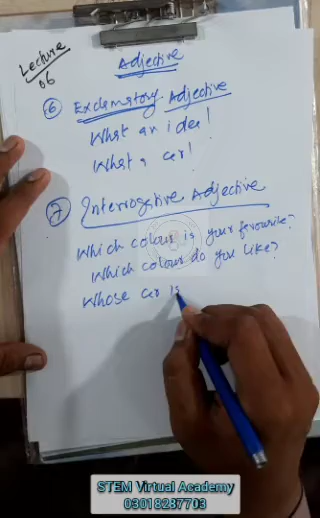 Lecture
06
Adjective
6 Exclamatory Adjective
What an idea!
What a car!
7 Interrogative Adjective
Which colour is your favourite?
Which colour do you like?
Whose car is
STEM Virtual Academy
03018287703